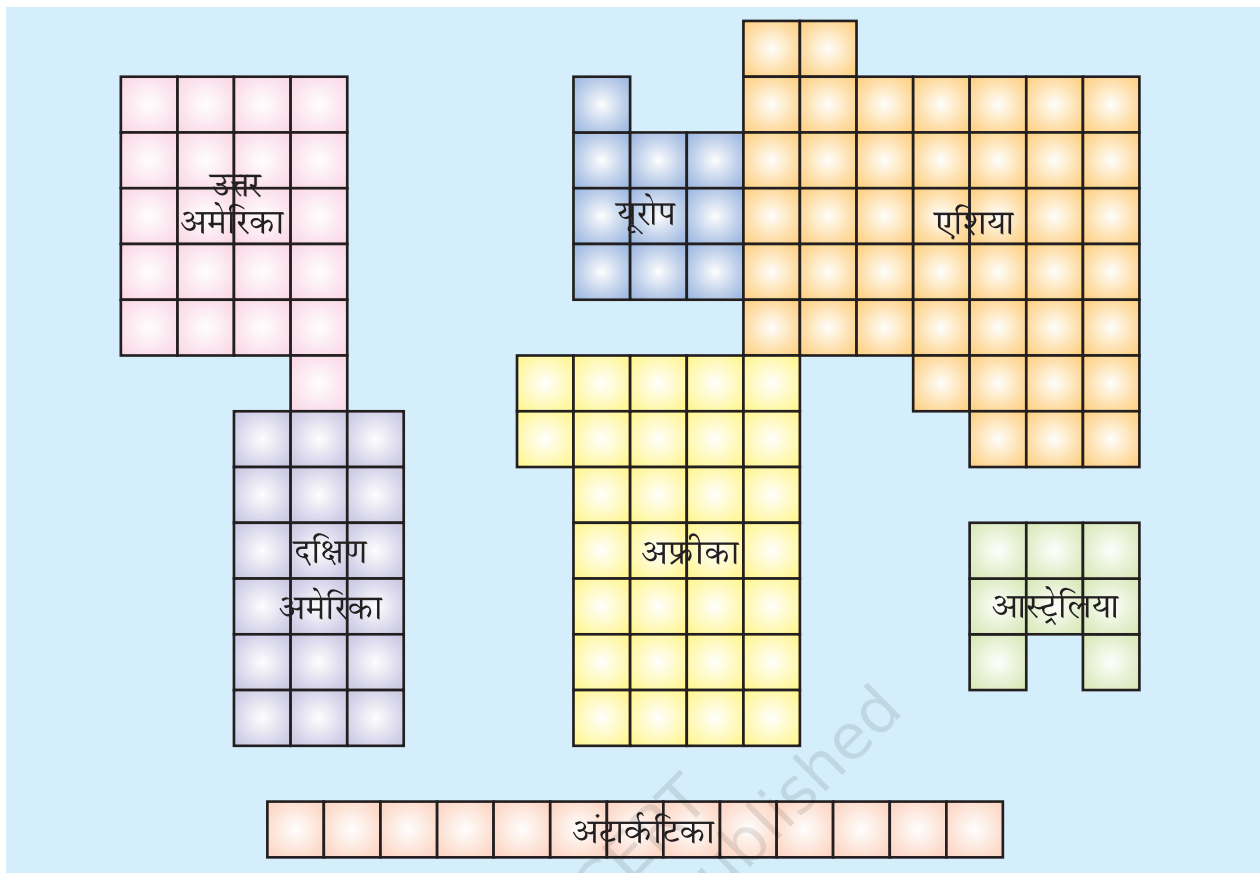 उत्तर
अमेरिका
यूरोप
एशिया
दक्षिण
अमेरिका
अफ्रीका
आस्ट्रेलिया
अंटार्कटिका